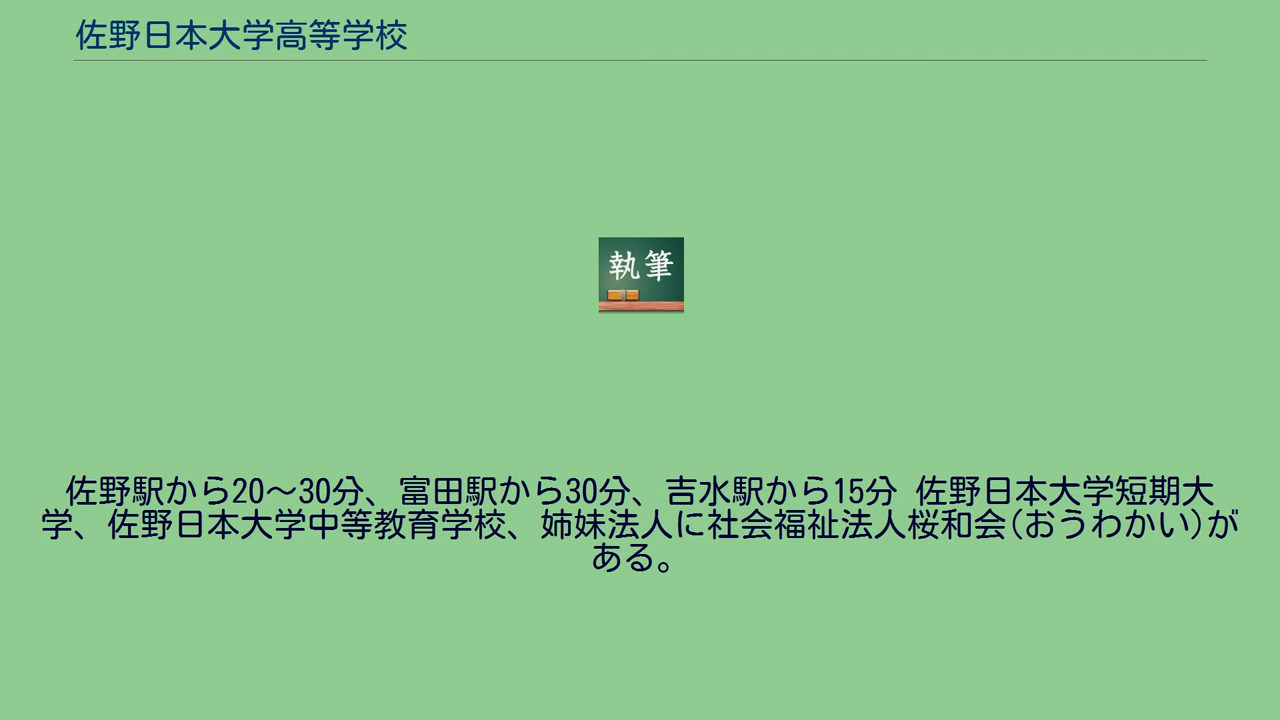 佐野日本大学高等学校
執筆
佐野駅から20～30分、富田駅から30分、吉水駅から15分 佐野日本大学短期大
学、佐野日本大学中等教育学校、姉妹法人に社会福祉法人桜和会(おうわかい)が
ある。